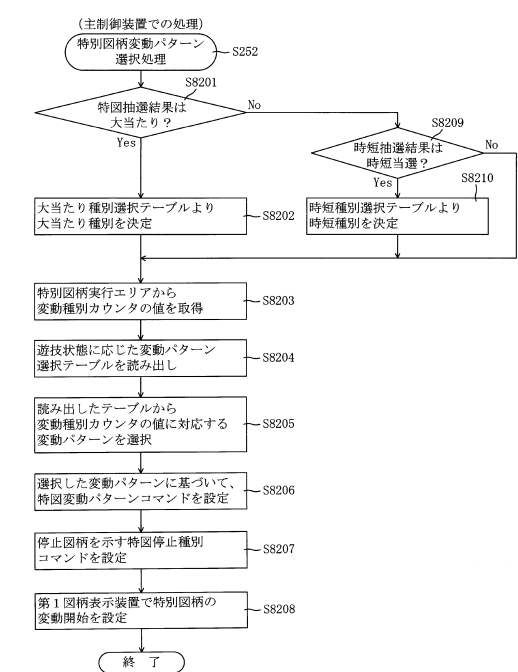 （主制御装置での処理）
特別図柄変動パターン
選択処理
S252
S8201
特図抽選結果は
大当たり？
No
Yes
S8209
時短抽選結果は
時短当選？
No
Yes
S8210
大当たり種別選択テーブルより
大当たり種別を決定
S8202
時短種別選択テーブルより
時短種別を決定
特別図柄実行エリアから
変動種別カウンタの値を取得
S8203
遊技状態に応じた変動パターン
選択テーブルを読み出し
S8204
読み出したテーブルから
変動種別カウンタの値に対応する
変動パターンを選択
S8205
選択した変動パターンに基づいて、
特図変動パターンコマンドを設定
S8206
停止図柄を示す特図停止種別
コマンドを設定
S8207
第１図柄表示装置で特別図柄の
変動開始を設定
S8208
終 了